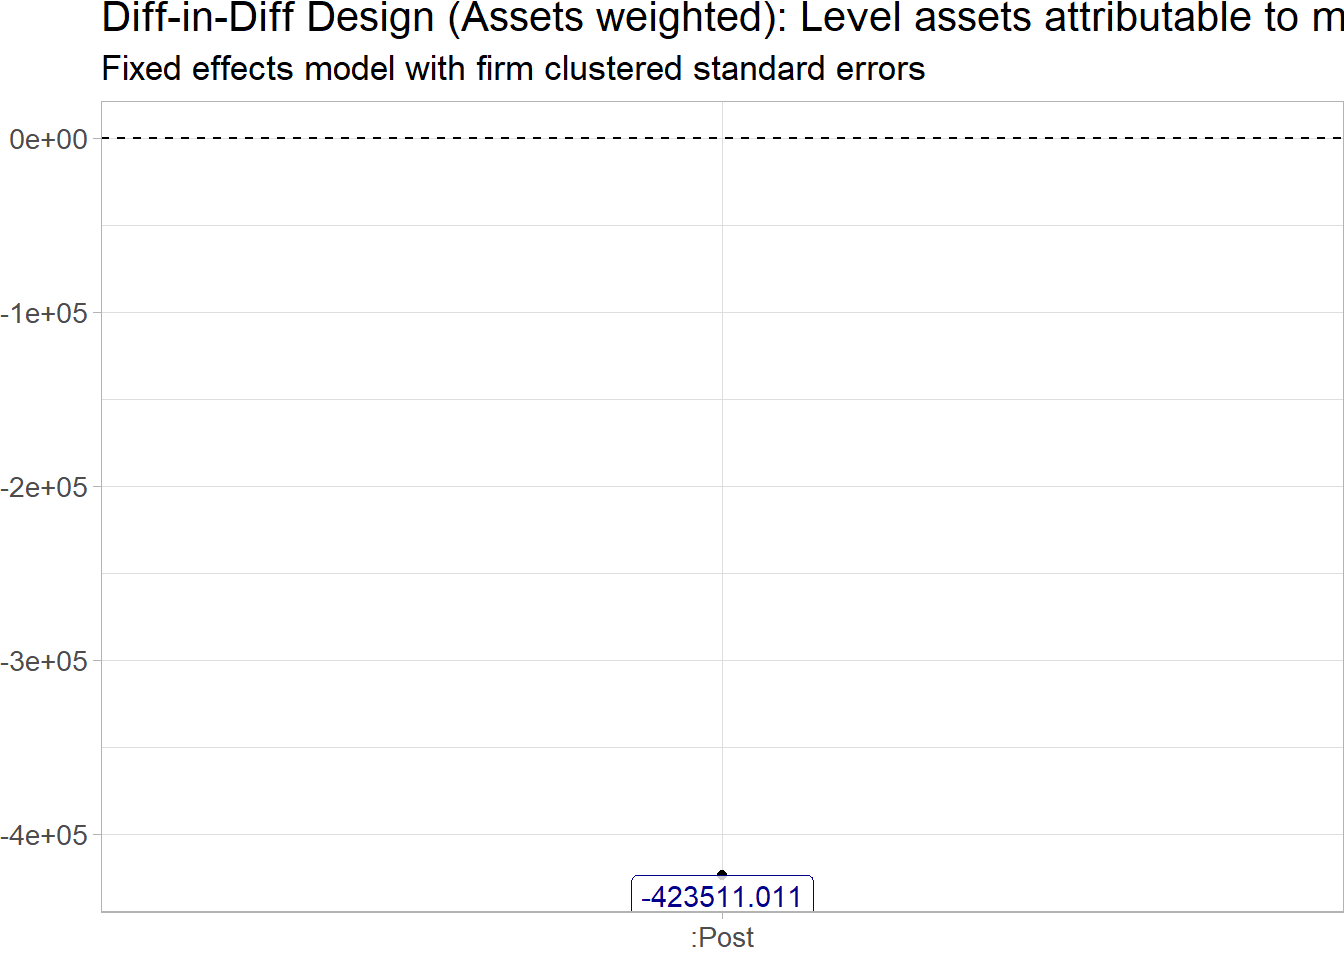 Diff-in-Diff Design (Assets weighted): Level assets attributable to
Fixed effects model with firm clustered standard errors
0e+00
-1e+05
-2e+05
-3e+05
-4e+05
-423511.011
:Post